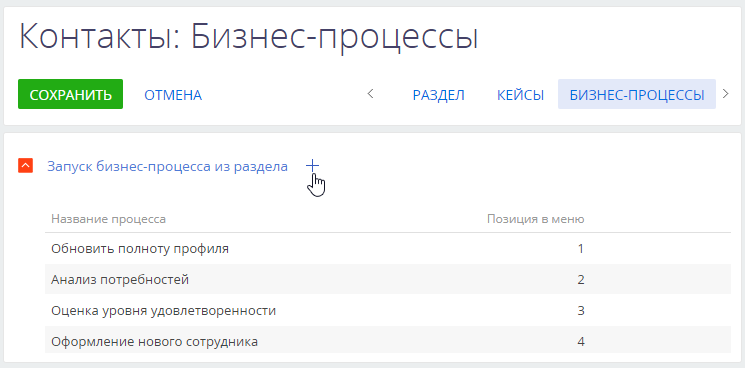 Контакты: Бизнес-процессы
СОХРАНИТЬ ОТМЕНА РАЗДЕЛ КЕЙСЫ БИЗНЕС-ПРОЦЕССЫ
Запуск бизнес-процесса из раздела
Название процесса Позиция в меню
Обновить полноту профиля 1
Анализ потребностей 2
Оценка уровня удовлетворенности 3
Оформление нового сотрудника 4